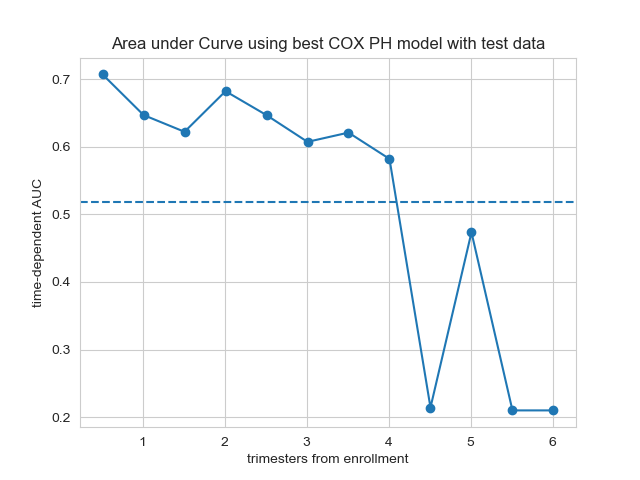 Area under Curve using best COX PH model with test data
time-dependent AUC
0.7
0.6
0.5
0.4
0.3
0.2
1 2 3 4 5 6
trimesters from enrollment